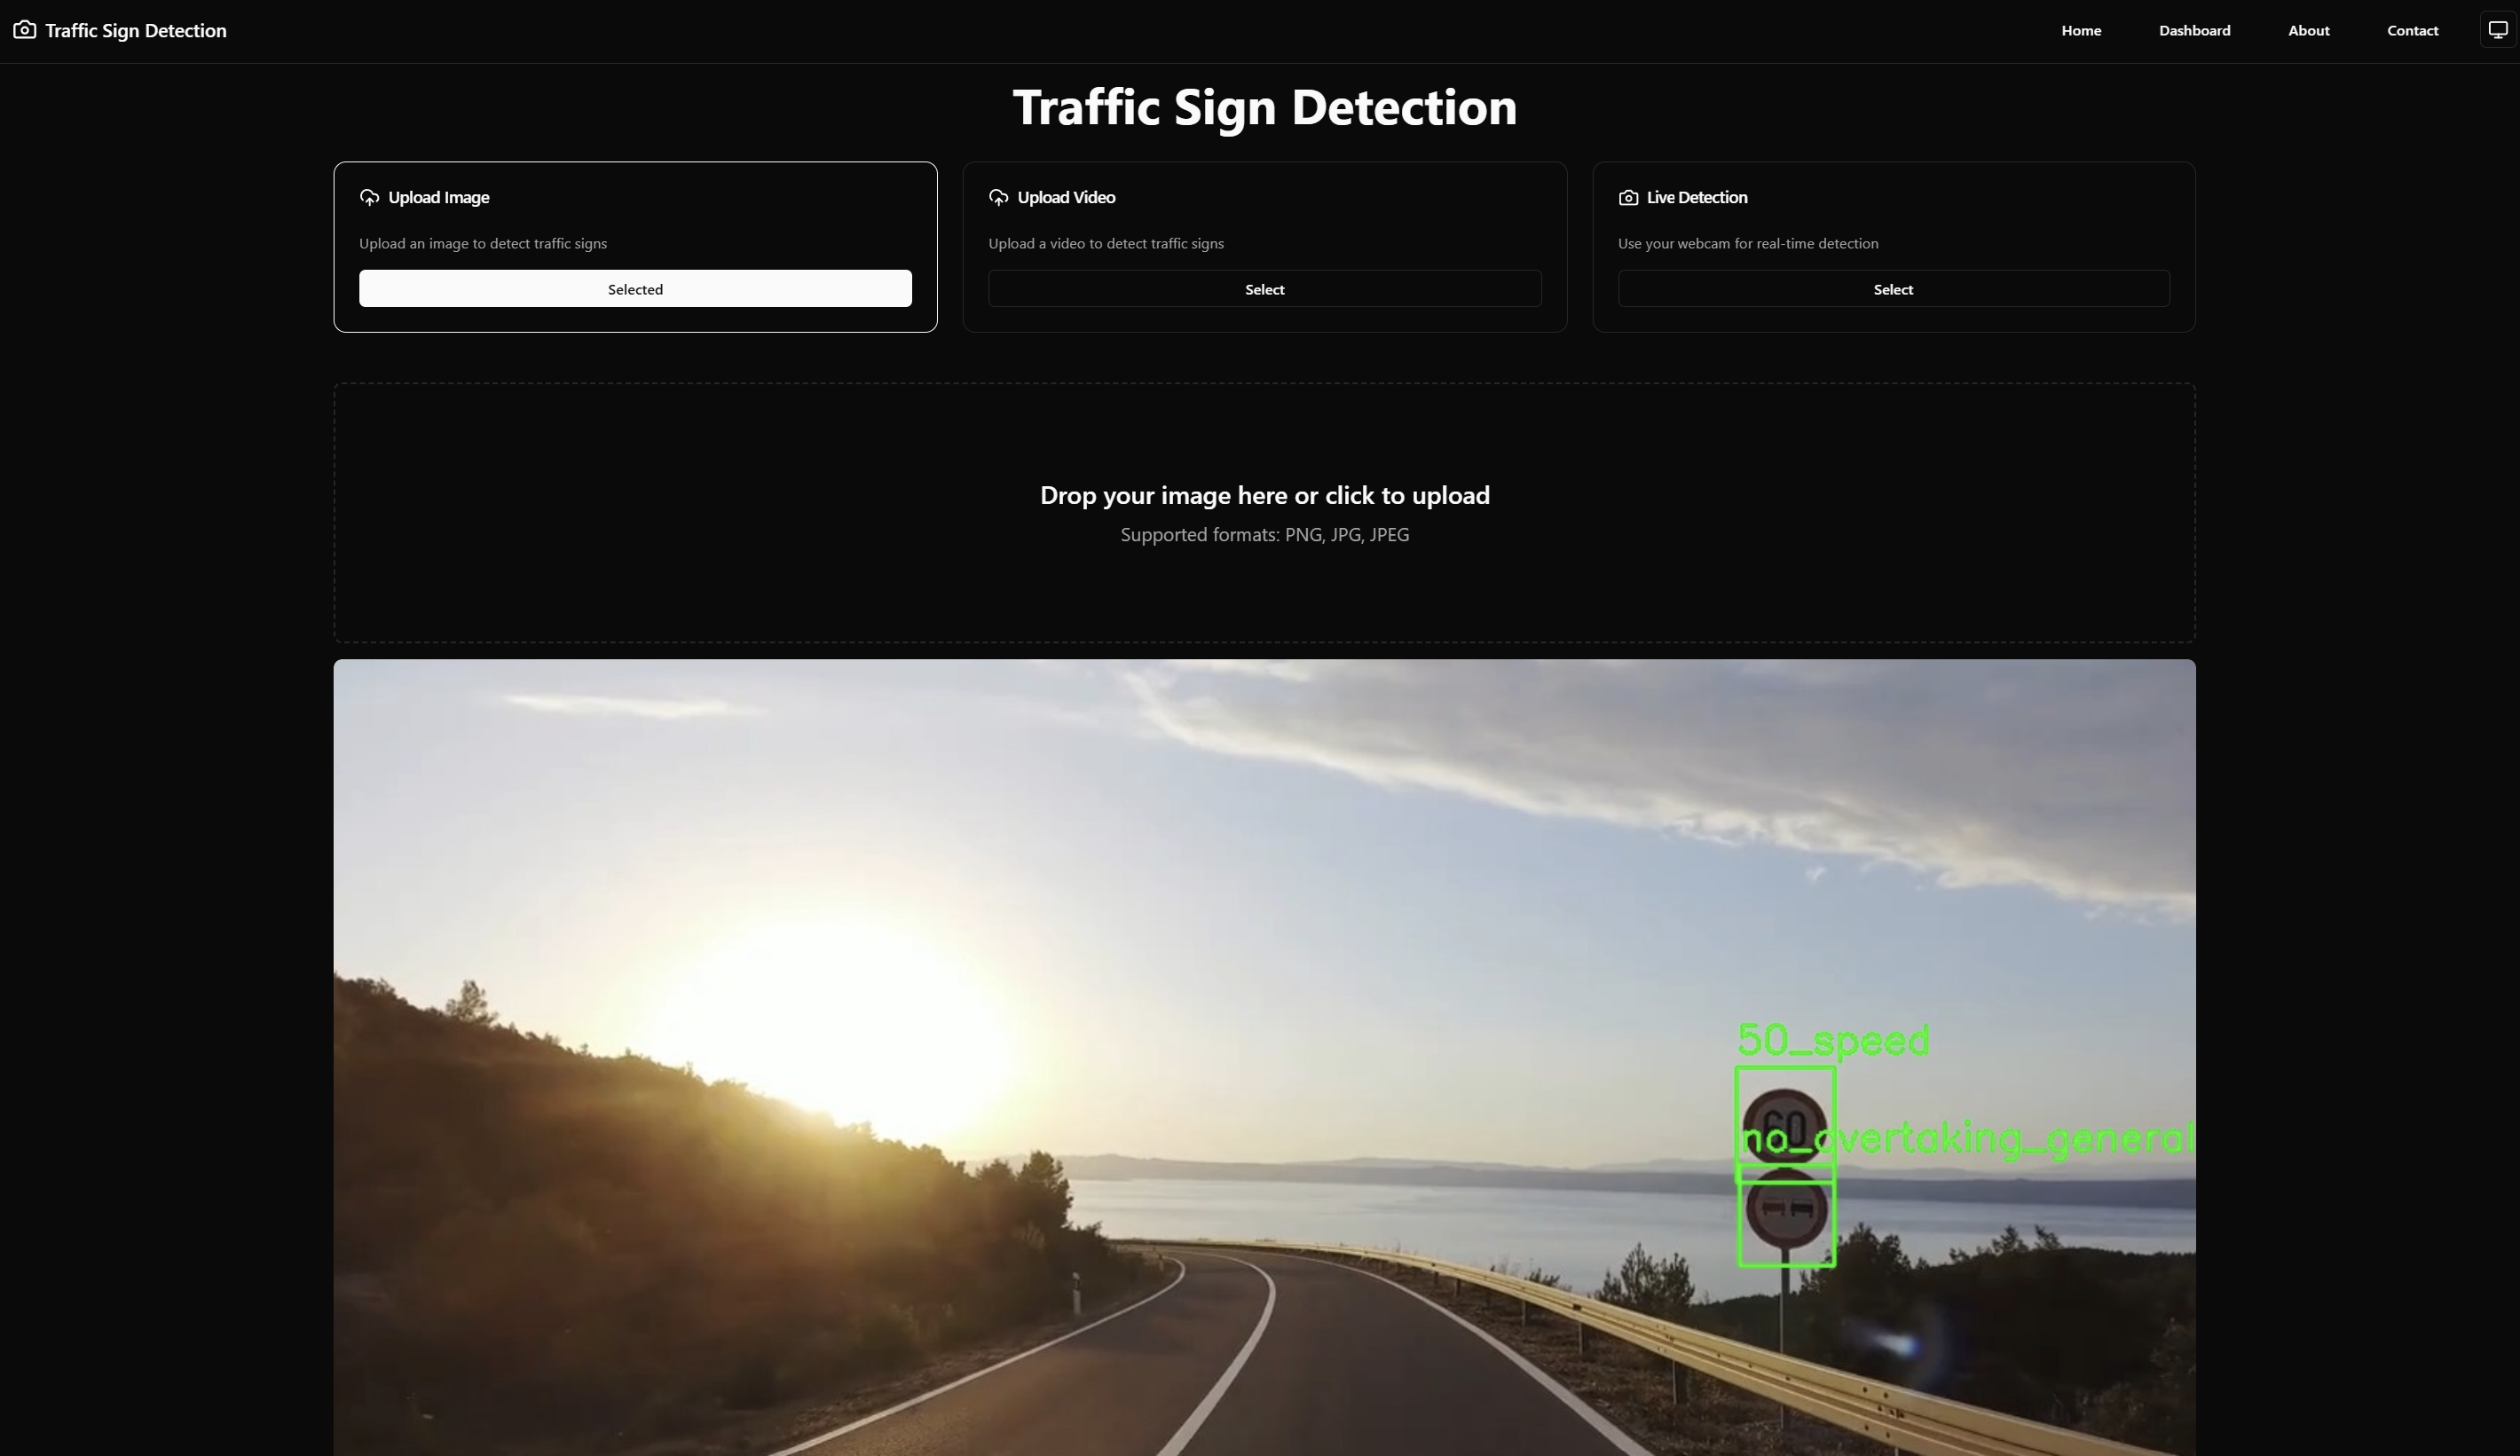 Traffic Sign Detection
Home
Dashboard
About
Contact
Traffic Sign Detection
Upload Image
Upload an image to detect traffic signs
Selected
Upload Video
Upload a video to detect traffic signs
Select
Live Detection
Use your webcam for real-time detection
Select
Drop your image here or click to upload
Supported formats: PNG, JPG, JPEG
50_speed
60
no_overtaking_general